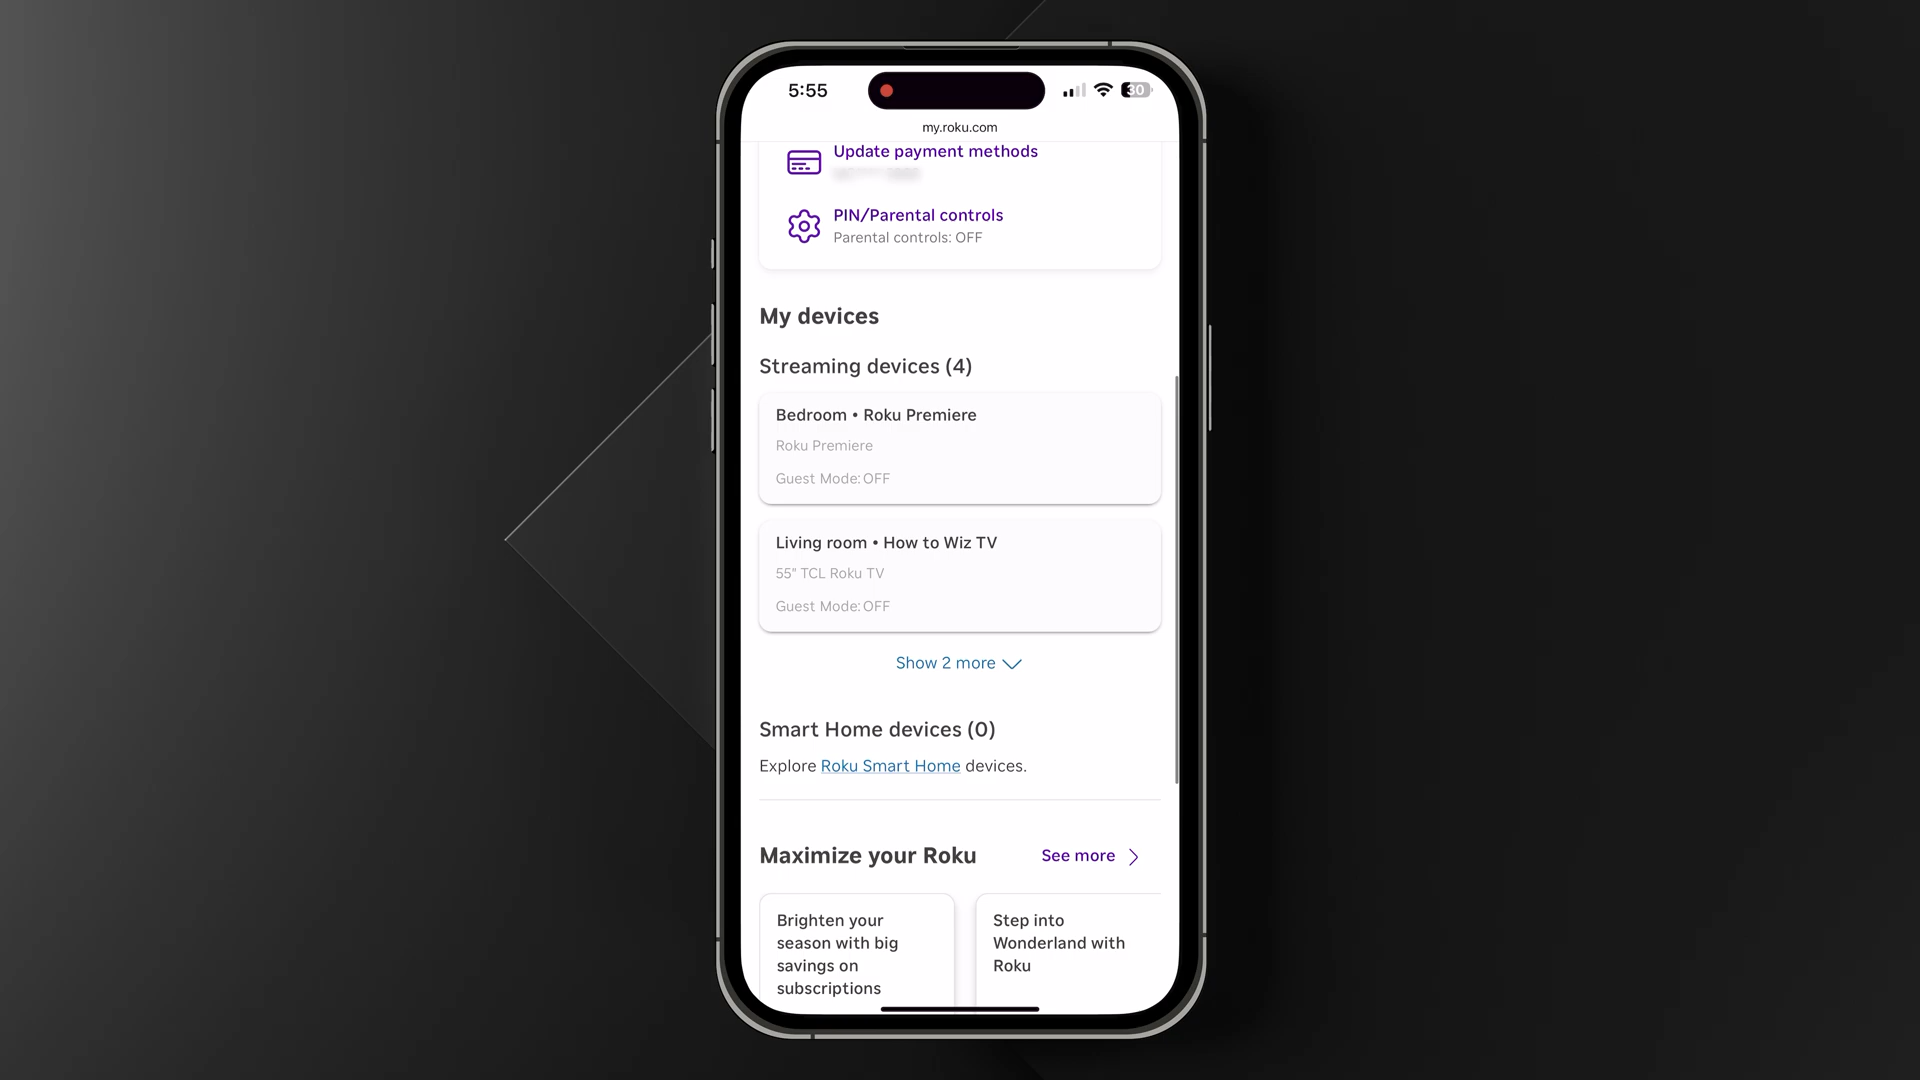 5:55
30
my.roku.com
Update payment methods
PIN/Parental controls
Parental controls: OFF
My devices
Streaming devices (4)
Bedroom • Roku Premiere
Roku Premiere
Guest Mode: OFF
Living room • How to Wiz TV
55" TCL Roku TV
Guest Mode: OFF
Show 2 more
Smart Home devices (0)
Explore Roku Smart Home devices.
Maximize your Roku
See more
Brighten your
season with big
savings on
subscriptions
Step into
Wonderland with
Roku